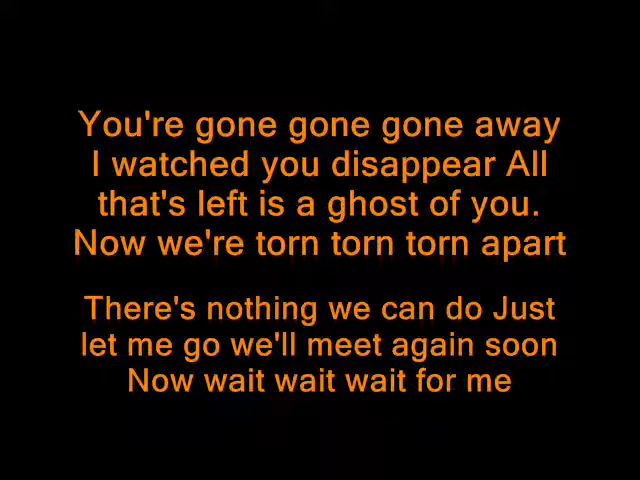 You're gone gone gone away
I watched you disappear All
that's left is a ghost of you.
Now we're torn torn torn apart
There's nothing we can do Just
let me go we'll meet again soon
Now wait wait wait for me